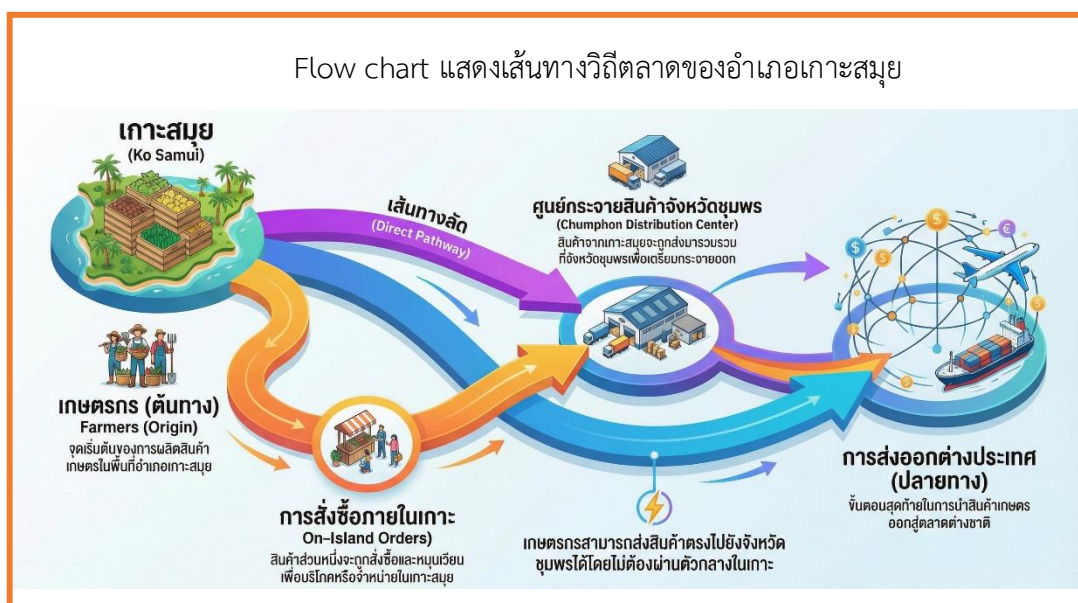 Flow chart แสดงเส้นทางวิถีตลาดของอำเภอเกาะสมุย
เกาะสมุย
(Ko Samui)
เส้นทางลัด
(Direct Pathway)
ศูนย์กระจายสินค้าจังหวัดชุมพร
(Chumphon Distribution Center)
สินค้าจากเกาะสมุยจะถูกส่งมารวบรวม
ที่จังหวัดชุมพรเพื่อเตรียมกระจายออก
เกษตรกร (ต้นทาง)
Farmers (Origin)
จุดเริ่มต้นของการผลิตสินค้า
เกษตรในพื้นที่อำเภอเกาะสมุย
การสั่งซื้อภายในเกาะ
On-Island Orders)
สินค้าส่วนหนึ่งจะถูกสั่งซื้อและหมุนเวียน
เพื่อบริโภคหรือจำหน่ายในเกาะสมุย
เกษตรกรสามารถส่งสินค้าตรงไปยังจังหวัด
ชุมพรได้โดยไม่ต้องผ่านตัวกลางในเกาะ
$
$
€
$
$
$
การส่งออกต่างประเทศ
(ปลายทาง)
ขั้นตอนสุดท้ายในการนำสินค้าเกษตร
ออกสู่ตลาดต่างชาติ